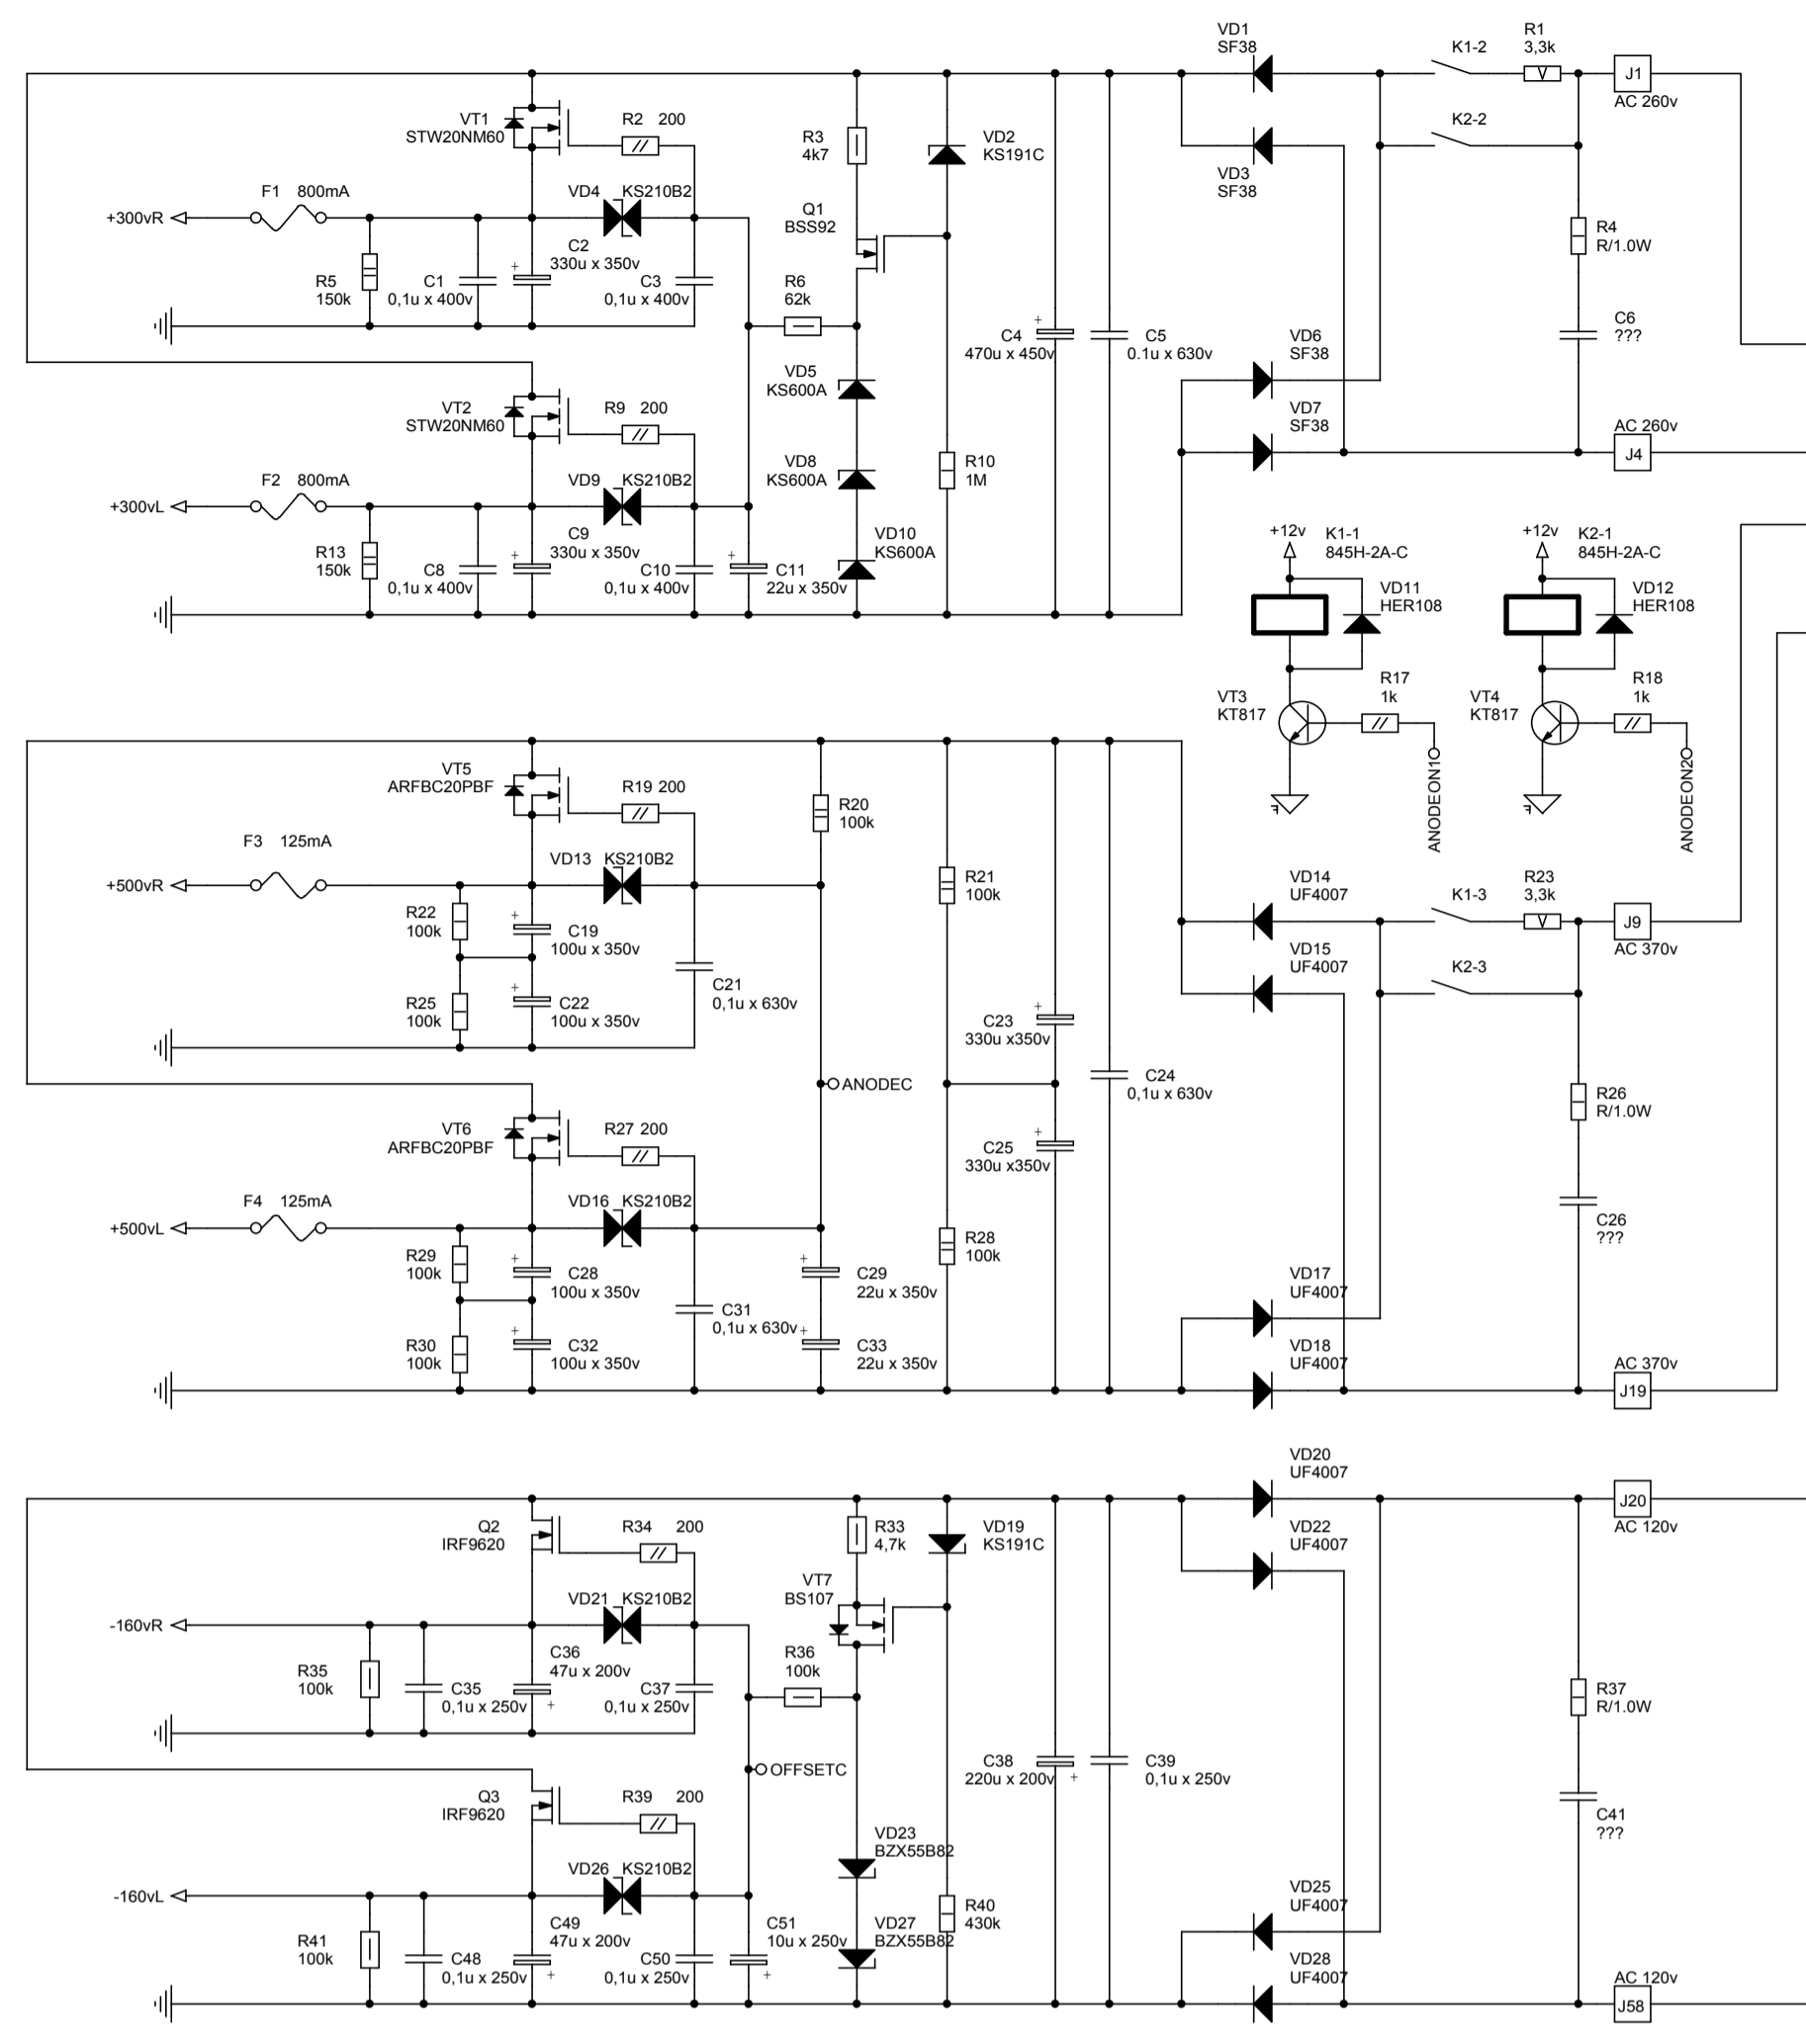 VD1
SF38
K1-2
R1
3,3k
J1
AC 260v
VT1
STW20NM60
R2 200
R3
4k7
VD2
KS191C
K2-2
VD3
SF38
F1 800mA
VD4 KS210B2
+300vR
Q1
BSS92
R4
R/1.0W
C2
330u x 350v
+
R5
150k
C1
0,1u x 400v
C3
0,1u x 400v
R6
62k
+
C4
470u x 450v
C5
0.1u x 630v
VD6
SF38
C6
???
VD5
KS600A
VT2
STW20NM60
R9 200
VD7
SF38
AC 260v
J4
F2 800mA
VD9 KS210B2
VD8
KS600A
R10
1M
+300vL
C9
330u x 350v
+
R13
150k
C8
0,1u x 400v
C10
0,1u x 400v
+
C11
22u x 350v
VD10
KS600A
+12v
K1-1
845H-2A-C
+12v
K2-1
845H-2A-C
VD11
HER108
VD12
HER108
VT3
KT817
R17
1k
VT4
KT817
R18
1k
ANODEON1
ANODEON2
VT5
ARFBC20PBF
R19 200
R20
100k
F3 125mA
VD13 KS210B2
+500vR
R21
100k
VD14
UF4007
K1-3
R23
3,3k
J9
AC 370v
R22
100k
+
C19
100u x 350v
VD15
UF4007
K2-3
R25
100k
+
C22
100u x 350v
C21
0,1u x 630v
+
C23
330u x350v
ANODEC
C24
0,1u x 630v
R26
R/1.0W
VT6
ARFBC20PBF
R27 200
+
C25
330u x350v
F4 125mA
VD16 KS210B2
+500vL
R28
100k
C26
???
R29
100k
+
C28
100u x 350v
+
C29
22u x 350v
VD17
UF4007
C31
0,1u x 630v
R30
100k
+
C32
100u x 350v
+
C33
22u x 350v
VD18
UF4007
AC 370v
J19
VD20
UF4007
J20
AC 120v
Q2
IRF9620
R34 200
R33
4,7k
VD19
KS191C
VD22
UF4007
VT7
BS107
VD21 KS210B2
-160vR
C36
47u x 200v
+
R35
100k
C35
0,1u x 250v
C37
0,1u x 250v
R36
100k
R37
R/1.0W
OFFSETC
C38
220u x 200v
+
C39
0,1u x 250v
Q3
IRF9620
R39 200
C41
???
VD23
BZX55B82
VD26 KS210B2
-160vL
VD25
UF4007
R40
430k
C49
47u x 200v
+
C51
10u x 250v
+
VD27
BZX55B82
R41
100k
C48
0,1u x 250v
C50
0,1u x 250v
VD28
UF4007
AC 120v
J58